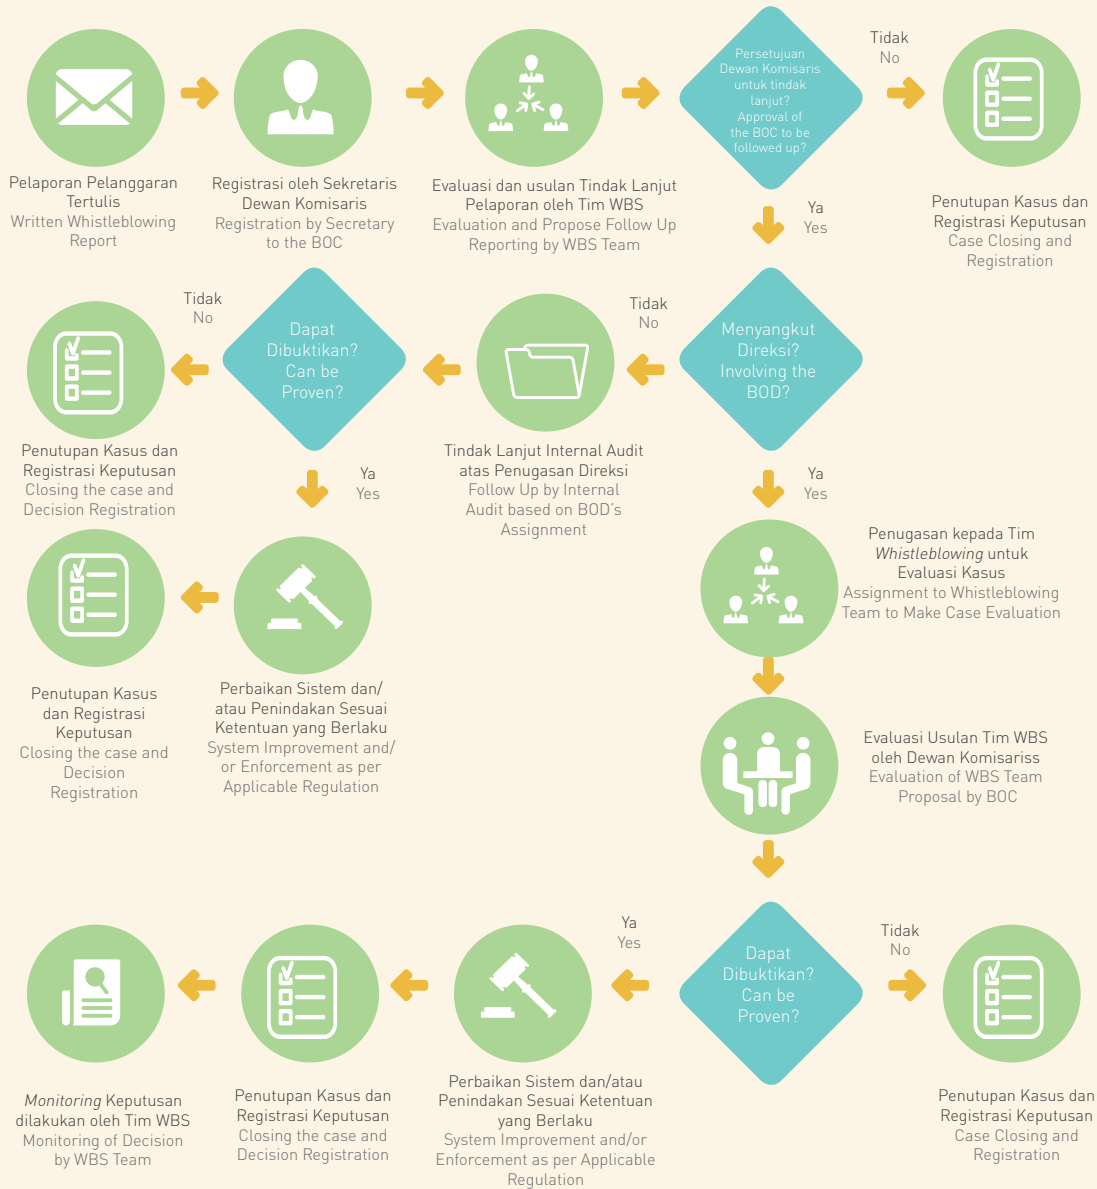 Pelaporan Pelanggaran
Tertulis
Written Whistleblowing
Report
Registrasi oleh Sekretaris
Dewan Komisaris
Registration by Secretary
to the BOC
Evaluasi dan usulan Tindak Lanjut
Pelaporan oleh Tim WBS
Evaluation and Propose Follow Up
Reporting by WBS Team
Persetujuan
Dewan Komisaris
untuk tindak
lanjut?
Approval of
the BOC to be
followed up?
Tidak
No
Penutupan Kasus dan
Registrasi Keputusan
Case Closing and
Registration
Ya
Yes
Menyangkut
Direksi?
Involving the
BOD?
Tidak
No
Tindak Lanjut Internal Audit
atas Penugasan Direksi
Follow Up by Internal
Audit based on BOD’s
Assignment
Dapat
Dibuktikan?
Can be
Proven?
Tidak
No
Penutupan Kasus dan
Registrasi Keputusan
Closing the case and
Decision Registration
Ya
Yes
Perbaikan Sistem dan/
atau Penindakan Sesuai
Ketentuan yang Berlaku
System Improvement and/
or Enforcement as per
Applicable Regulation
Penutupan Kasus
dan Registrasi
Keputusan
Closing the case and
Decision
Registration
Ya
Yes
Penugasan kepada Tim
Whistleblowing untuk
Evaluasi Kasus
Assignment to Whistleblowing
Team to Make Case Evaluation
Evaluasi Usulan Tim WBS
oleh Dewan Komisariss
Evaluation of WBS Team
Proposal by BOC
Dapat
Dibuktikan?
Can be
Proven?
Tidak
No
Penutupan Kasus dan
Registrasi Keputusan
Case Closing and
Registration
Ya
Yes
Perbaikan Sistem dan/atau
Penindakan Sesuai Ketentuan
yang Berlaku
System Improvement and/or
Enforcement as per Applicable
Regulation
Penutupan Kasus dan
Registrasi Keputusan
Closing the case and
Decision Registration
Monitoring Keputusan
dilakukan oleh Tim WBS
Monitoring of Decision
by WBS Team